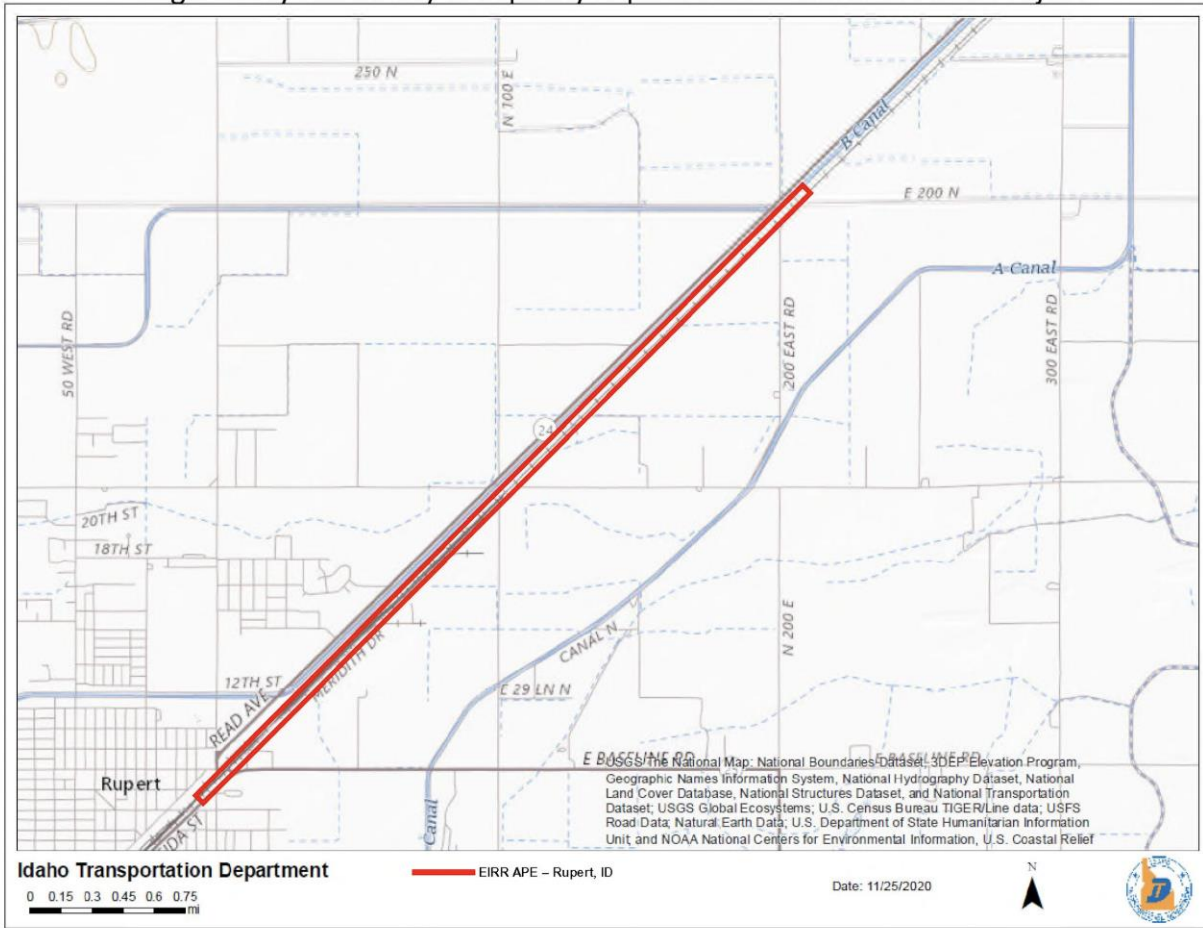 250 N
N 100 E
B Canal
E 200 N
A Canal
50 WEST RD
200 EAST RD
300 EAST RD
24
20TH ST
18TH ST
N 200 E
CANAL N
MERIDITH DR
12TH ST
E 29 LN N
READ AVE
E BASELINE RD
E BASELINE RD
Rupert
Canal
IDA ST
USGS The National Map: National Boundaries Dataset, 3DEP Elevation Program,
Geographic Names Information System, National Hydrography Dataset, National
Land Cover Database, National Structures Dataset, and National Transportation
Dataset; USGS Global Ecosystems; U.S. Census Bureau TIGER/Line data; USFS
Road Data; Natural Earth Data; U.S. Department of State Humanitarian Information
Unit; and NOAA National Centers for Environmental Information, U.S. Coastal Relief
Idaho Transportation Department
EIRR APE – Rupert, ID
0 0.15 0.3 0.45 0.6 0.75
mi
Date: 11/25/2020
N